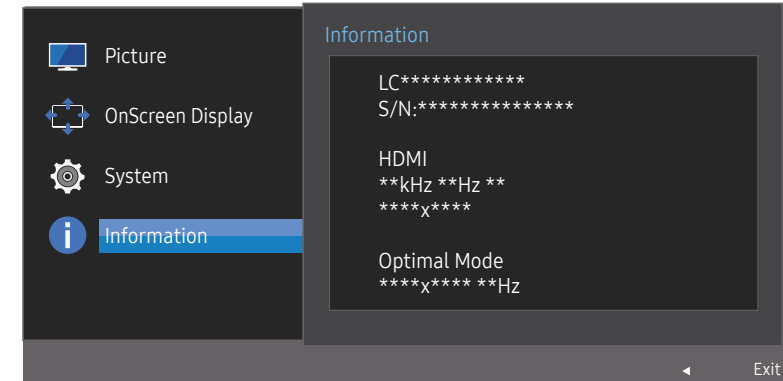 Picture
OnScreen Display
System
Information
Information
LC************
S/N:***************
HDMI
**kHz **Hz **
****x****
Optimal Mode
****x**** **Hz
Exit